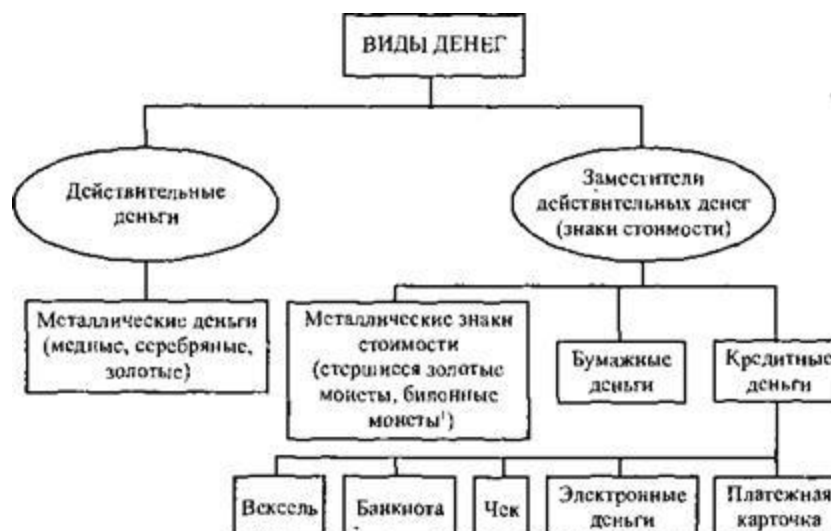 ВИДЫ ДЕНЕГ
Действительные
деньги
Заместители
действительных денег
(знаки стоимости)
Металлические деньги
(медные, серебряные,
золотые)
Металлические знаки
стоимости
(стершиеся золотые
монеты, билонные
монеты¹)
Бумажные
деньги
Кредитные
деньги
Вексель
Банкнота
Чек
Электронные
деньги
Платежная
карточка